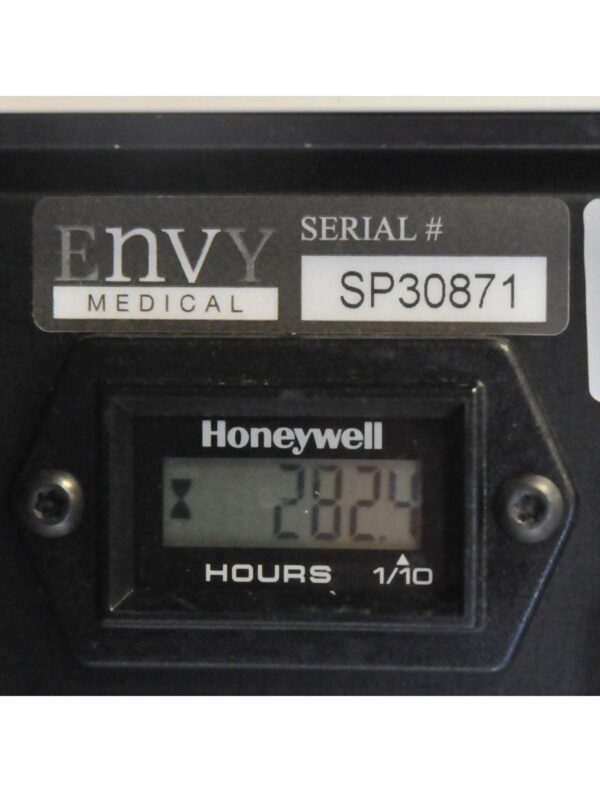 ENVY
MEDICAL
SERIAL #
SP30871
Honeywell
282.4
HOURS 1/10